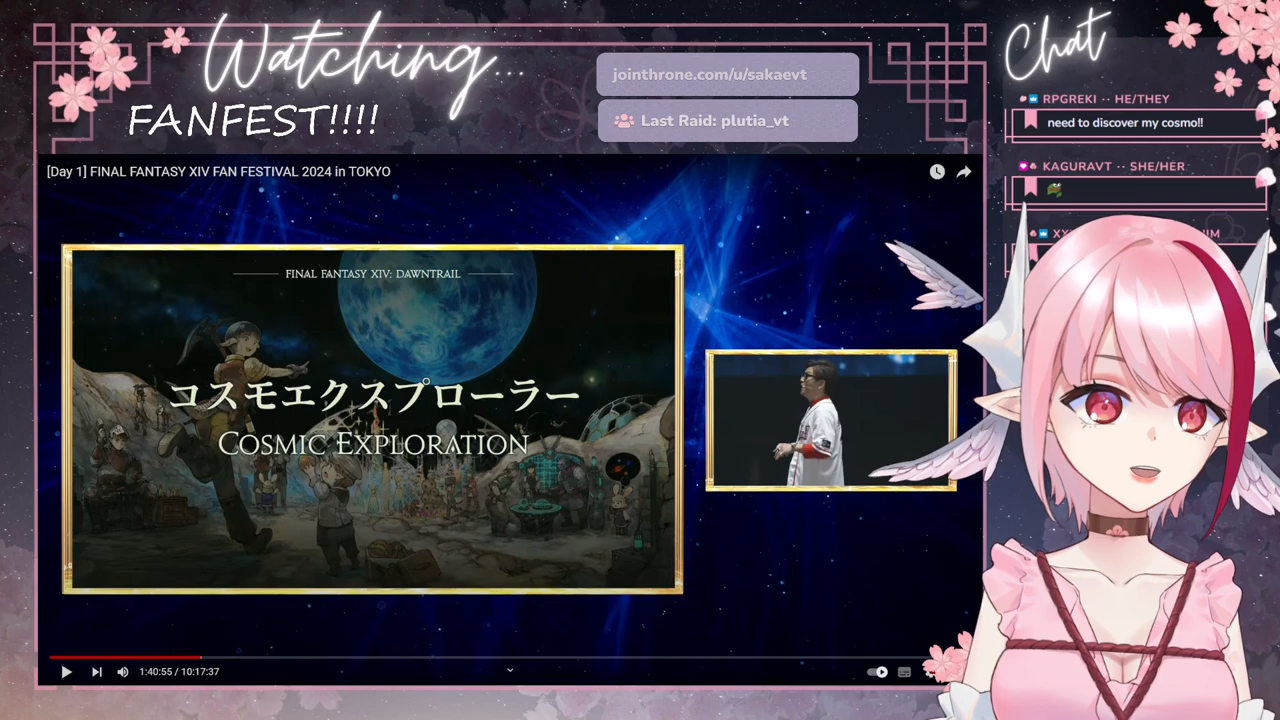 Watching...
FANFEST!!!!
jointhrone.com/u/sakaevt
Last Raid: plutia_vt
Chat
RPGREKI ·· HE/THEY
need to discover my cosmo!!
KAGURAVT ·· SHE/HER
[Day 1] FINAL FANTASY XIV FAN FESTIVAL 2024 in TOKYO
FINAL FANTASY XIV: DAWNTRAIL
コスモエクスプローラー
COSMIC EXPLORATION
1:40:55 / 10:17:37